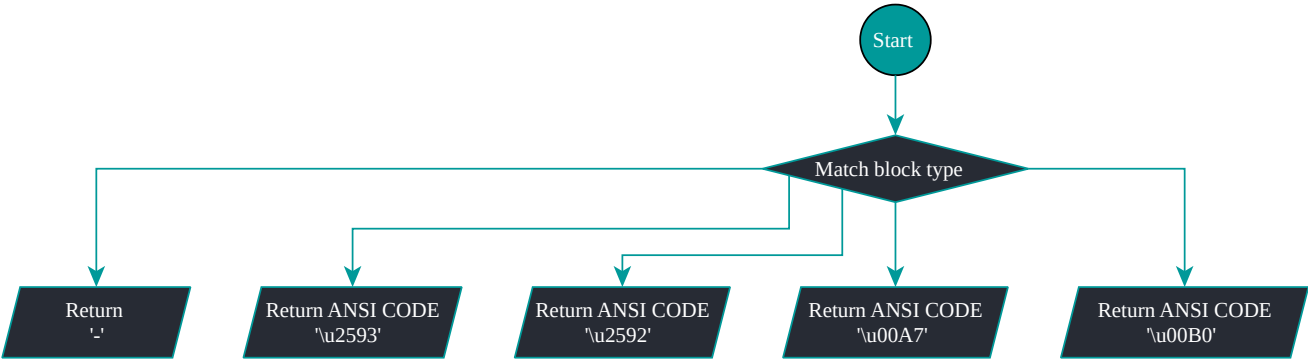 Start
Match block type
Return
'-'
Return ANSI CODE
'\u2593'
Return ANSI CODE
'\u2592'
Return ANSI CODE
'\u00A7'
Return ANSI CODE
'\u00B0'